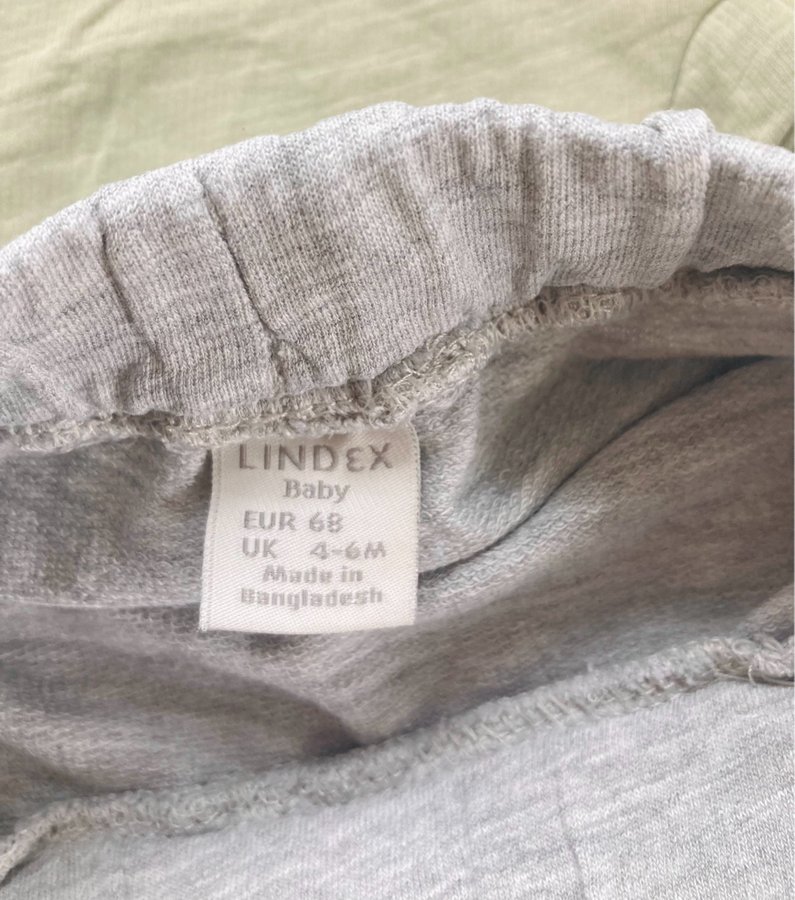 LINDEX
Baby
EUR 68
UK 4-6M
Made in
Bangladesh